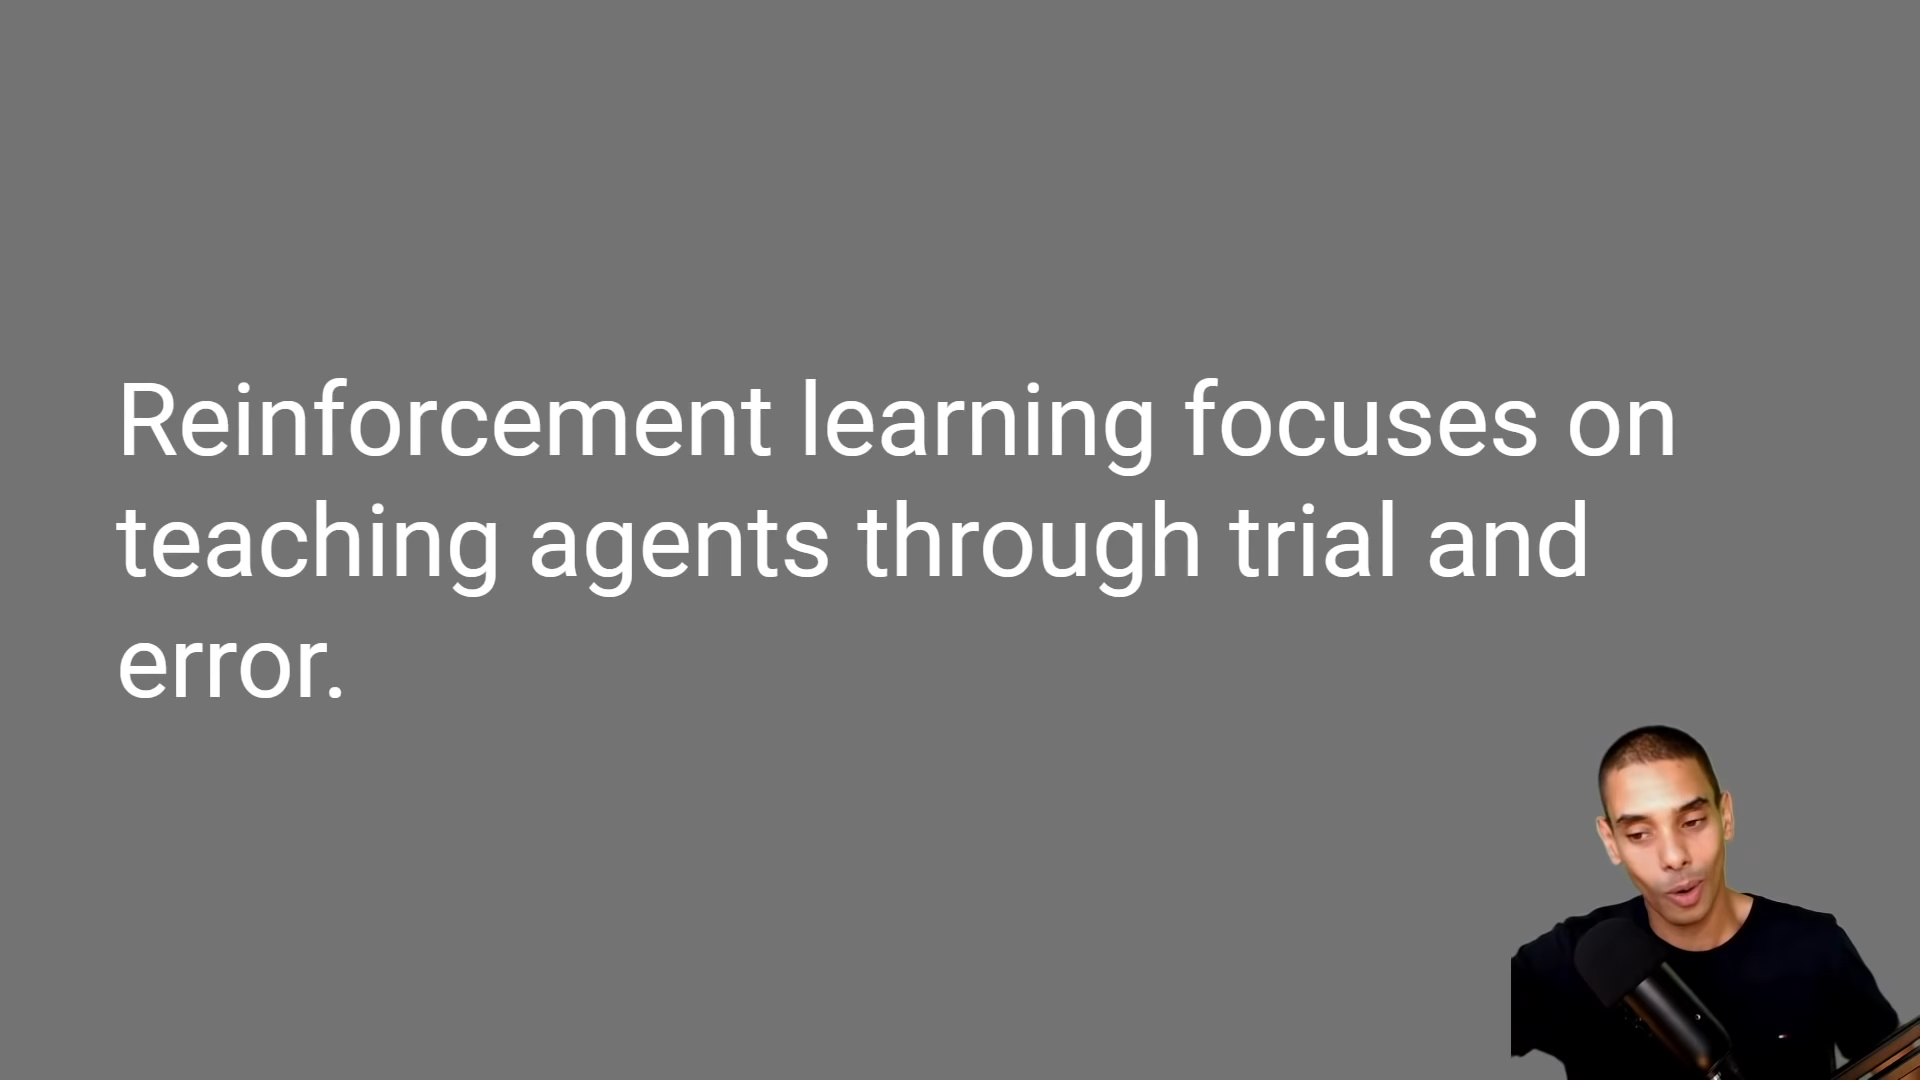 Reinforcement learning focuses on
teaching agents through trial and
error.